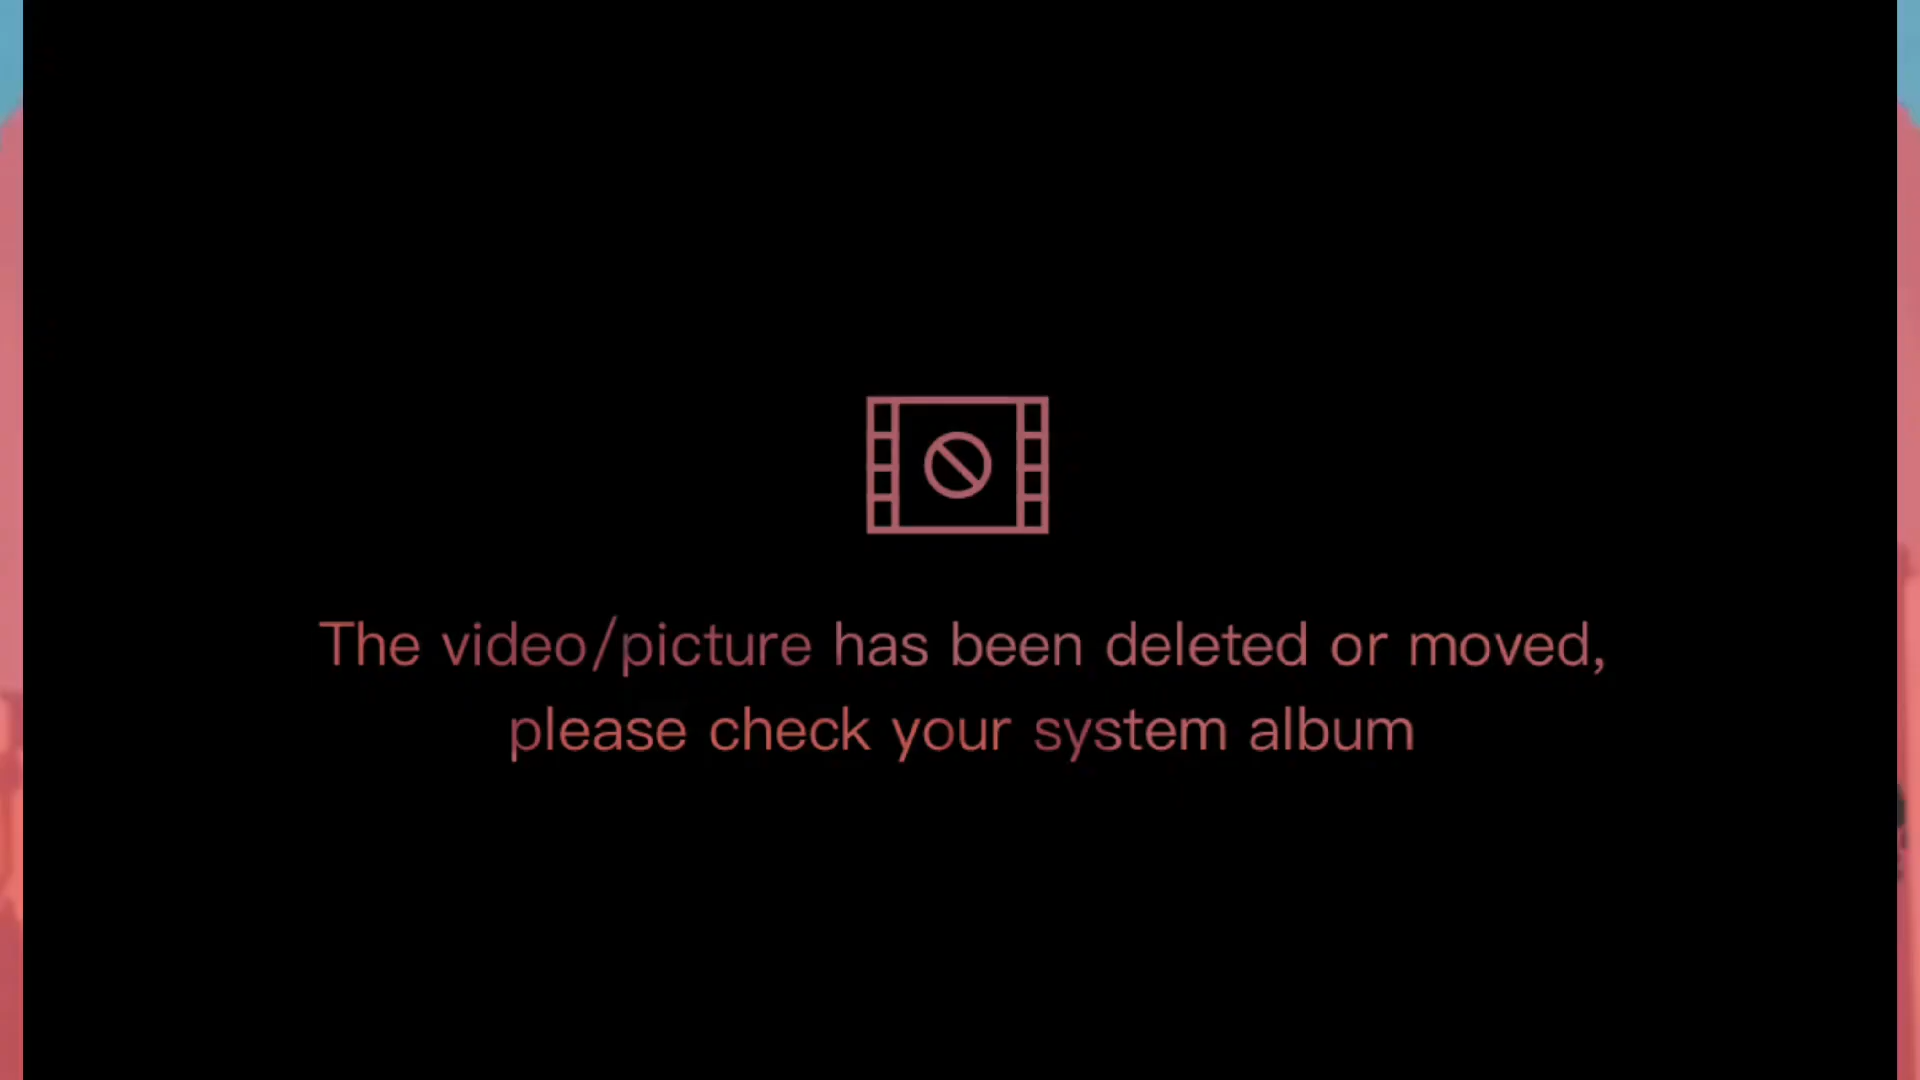 The video/picture has been deleted or moved,
please check your system album